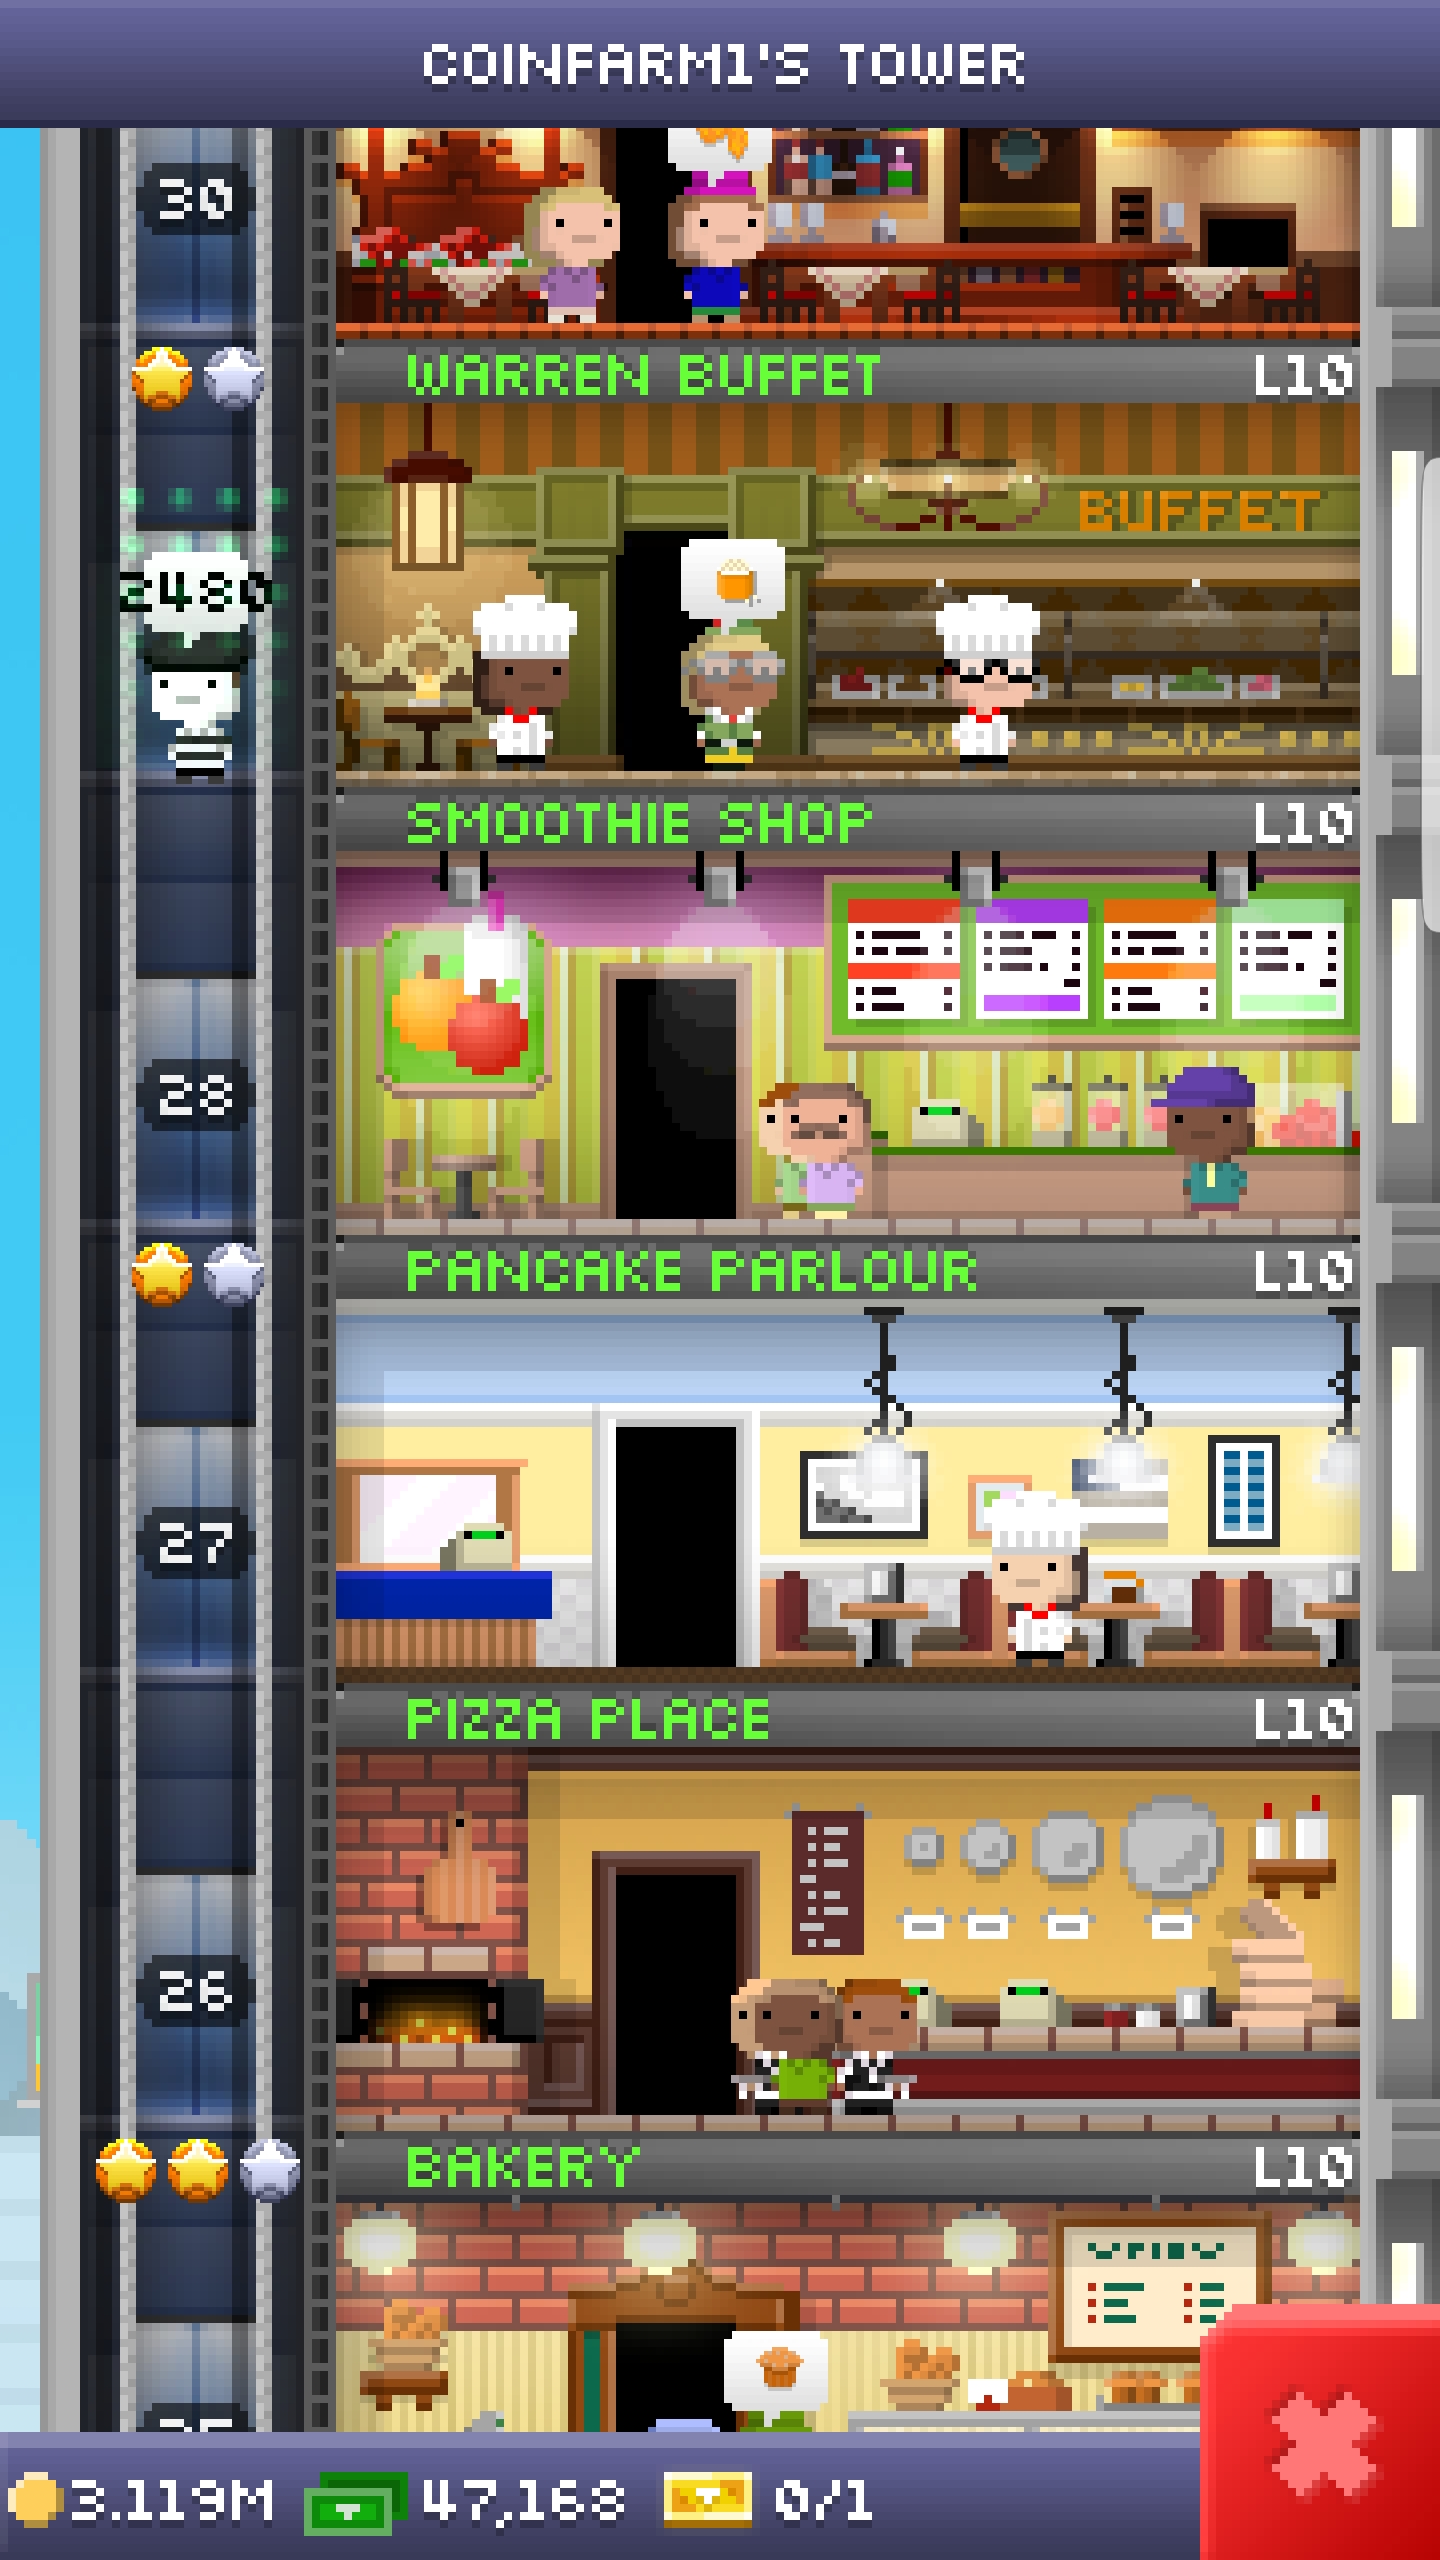 COINFARM1'S TOWER
30
WARREN BUFFET L10
BUFFET
2480
SMOOTHIE SHOP L10
28
PANCAKE PARLOUR L10
27
PIZZA PLACE L10
26
BAKERY L10
3.119M 47,168 0/1